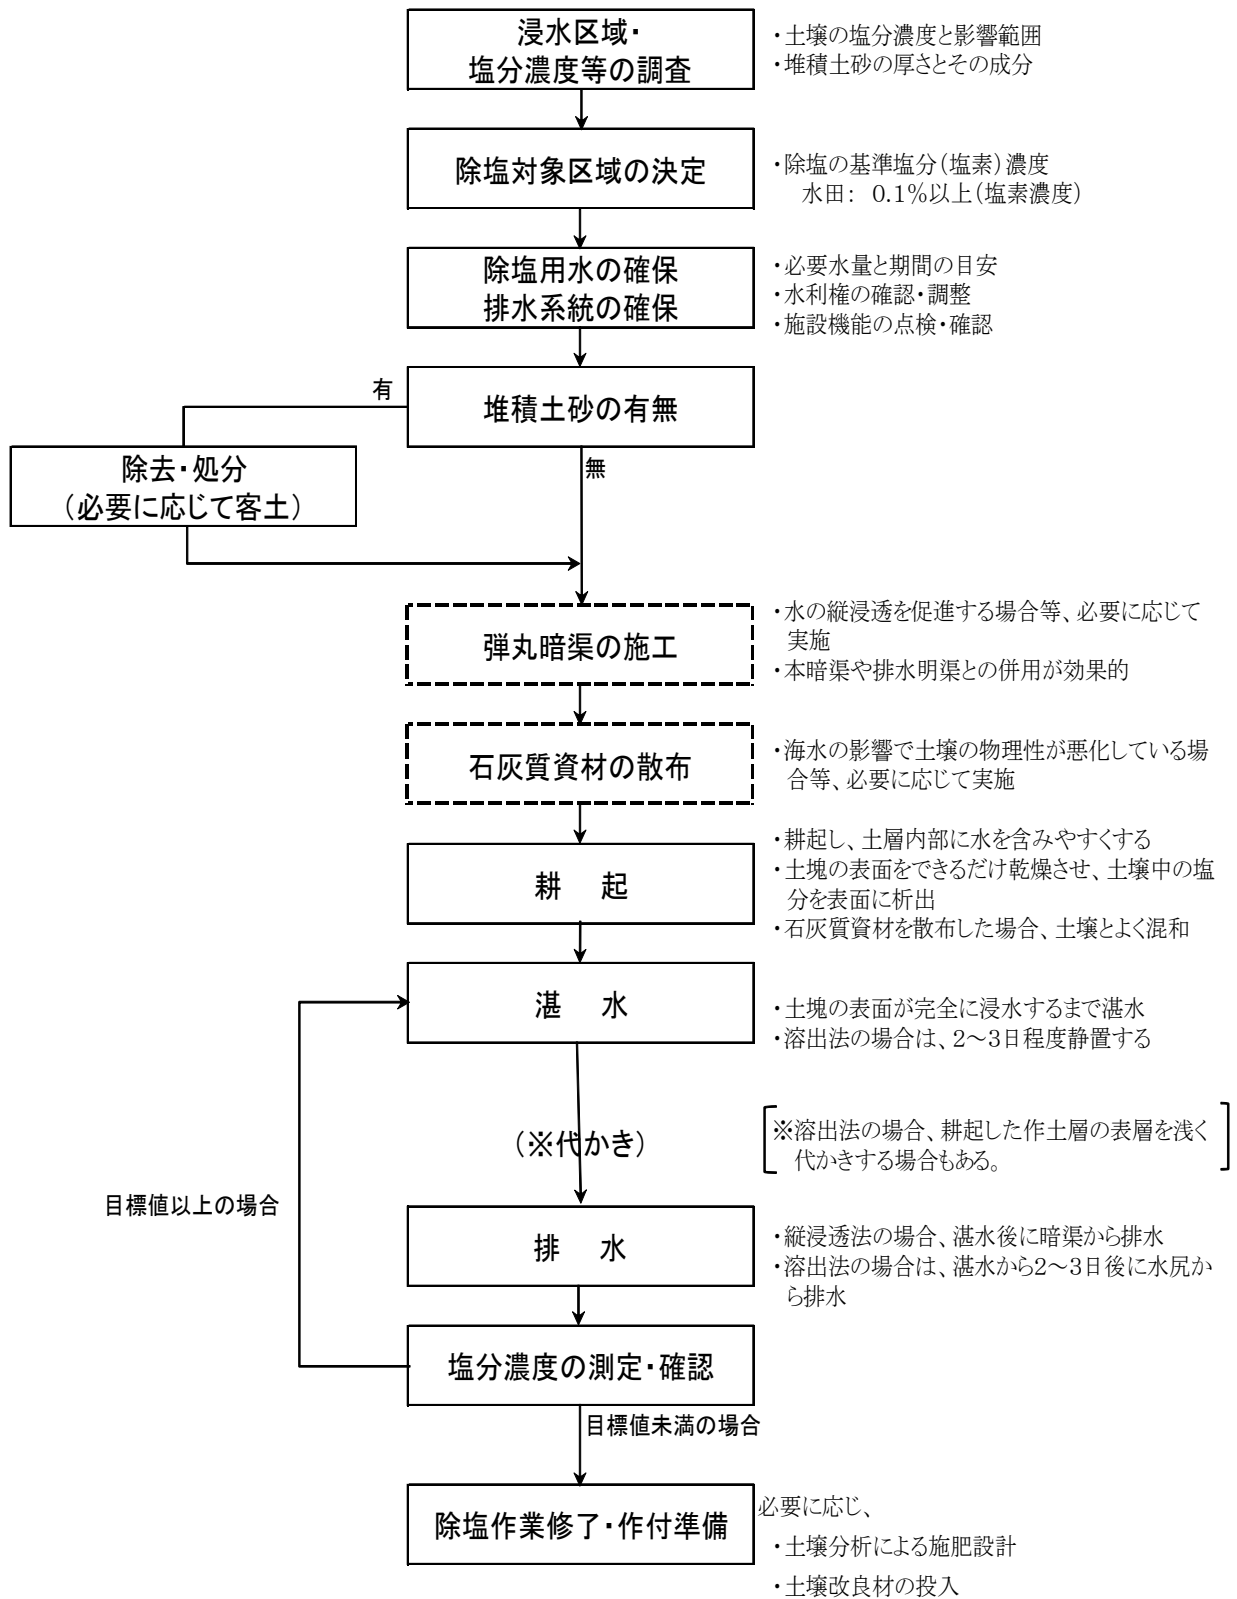 浸水区域・
塩分濃度等の調査
・土壌の塩分濃度と影響範囲
・堆積土砂の厚さとその成分
除塩対象区域の決定
・除塩の基準塩分（塩素）濃度
水田： 0.1％以上（塩素濃度）
除塩用水の確保
排水系統の確保
・必要水量と期間の目安
・水利権の確認・調整
・施設機能の点検・確認
堆積土砂の有無
有
無
除去・処分
（必要に応じて客土）
弾丸暗渠の施工
・水の縦浸透を促進する場合等、必要に応じて
実施
・本暗渠や排水明渠との併用が効果的
石灰質資材の散布
・海水の影響で土壌の物理性が悪化している場
合等、必要に応じて実施
耕 起
・耕起し、土層内部に水を含みやすくする
・土塊の表面をできるだけ乾燥させ、土壌中の塩
分を表面に析出
・石灰質資材を散布した場合、土壌とよく混和
湛 水
・土塊の表面が完全に浸水するまで湛水
・溶出法の場合は、2～3日程度静置する
（※代かき）
※溶出法の場合、耕起した作土層の表層を浅く
代かきする場合もある。
目標値以上の場合
排 水
・縦浸透法の場合、湛水後に暗渠から排水
・溶出法の場合は、湛水から2～3日後に水尻か
ら排水
塩分濃度の測定・確認
目標値未満の場合
除塩作業修了・作付準備
必要に応じ、
・土壌分析による施肥設計
・土壌改良材の投入